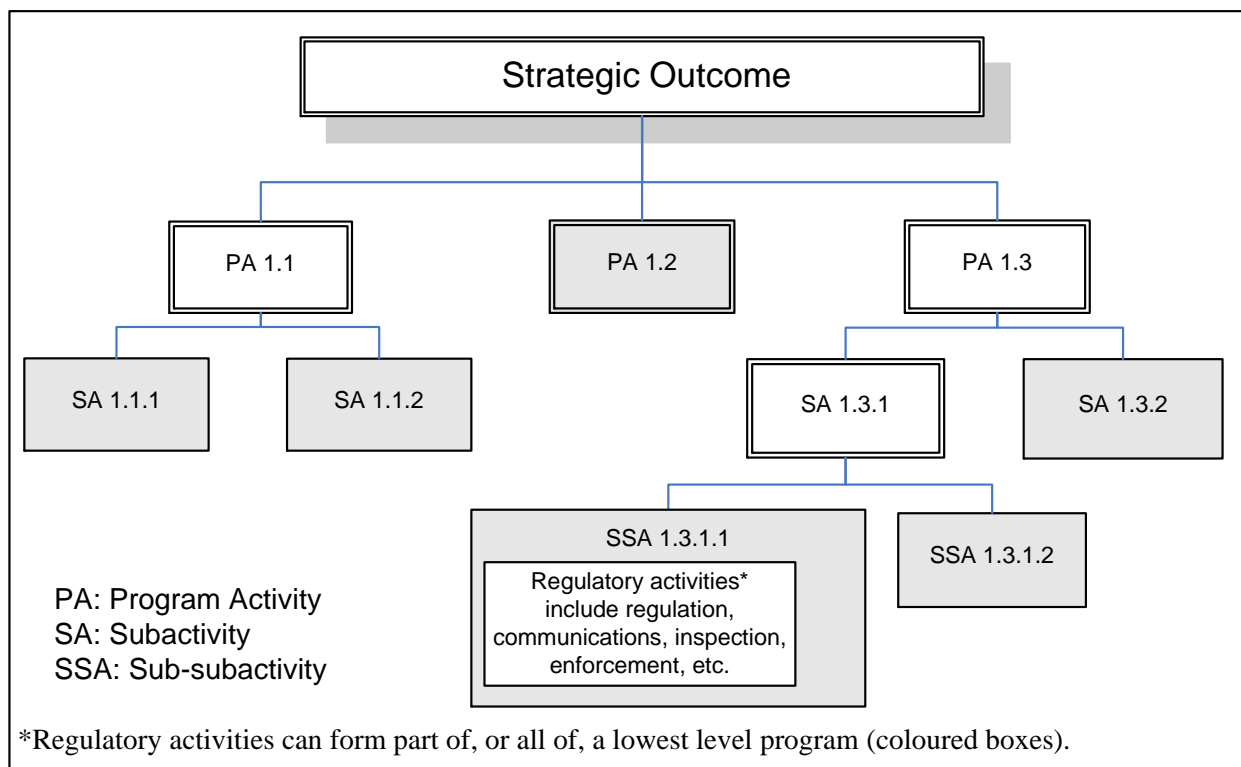 Strategic Outcome
PA 1.1
PA 1.2
PA 1.3
SA 1.1.1
SA 1.1.2
SA 1.3.1
SA 1.3.2
SSA 1.3.1.1
Regulatory activities*
include regulation,
communications, inspection,
enforcement, etc.
SSA 1.3.1.2
PA: Program Activity
SA: Subactivity
SSA: Sub-subactivity
*Regulatory activities can form part of, or all of, a lowest level program (coloured boxes).